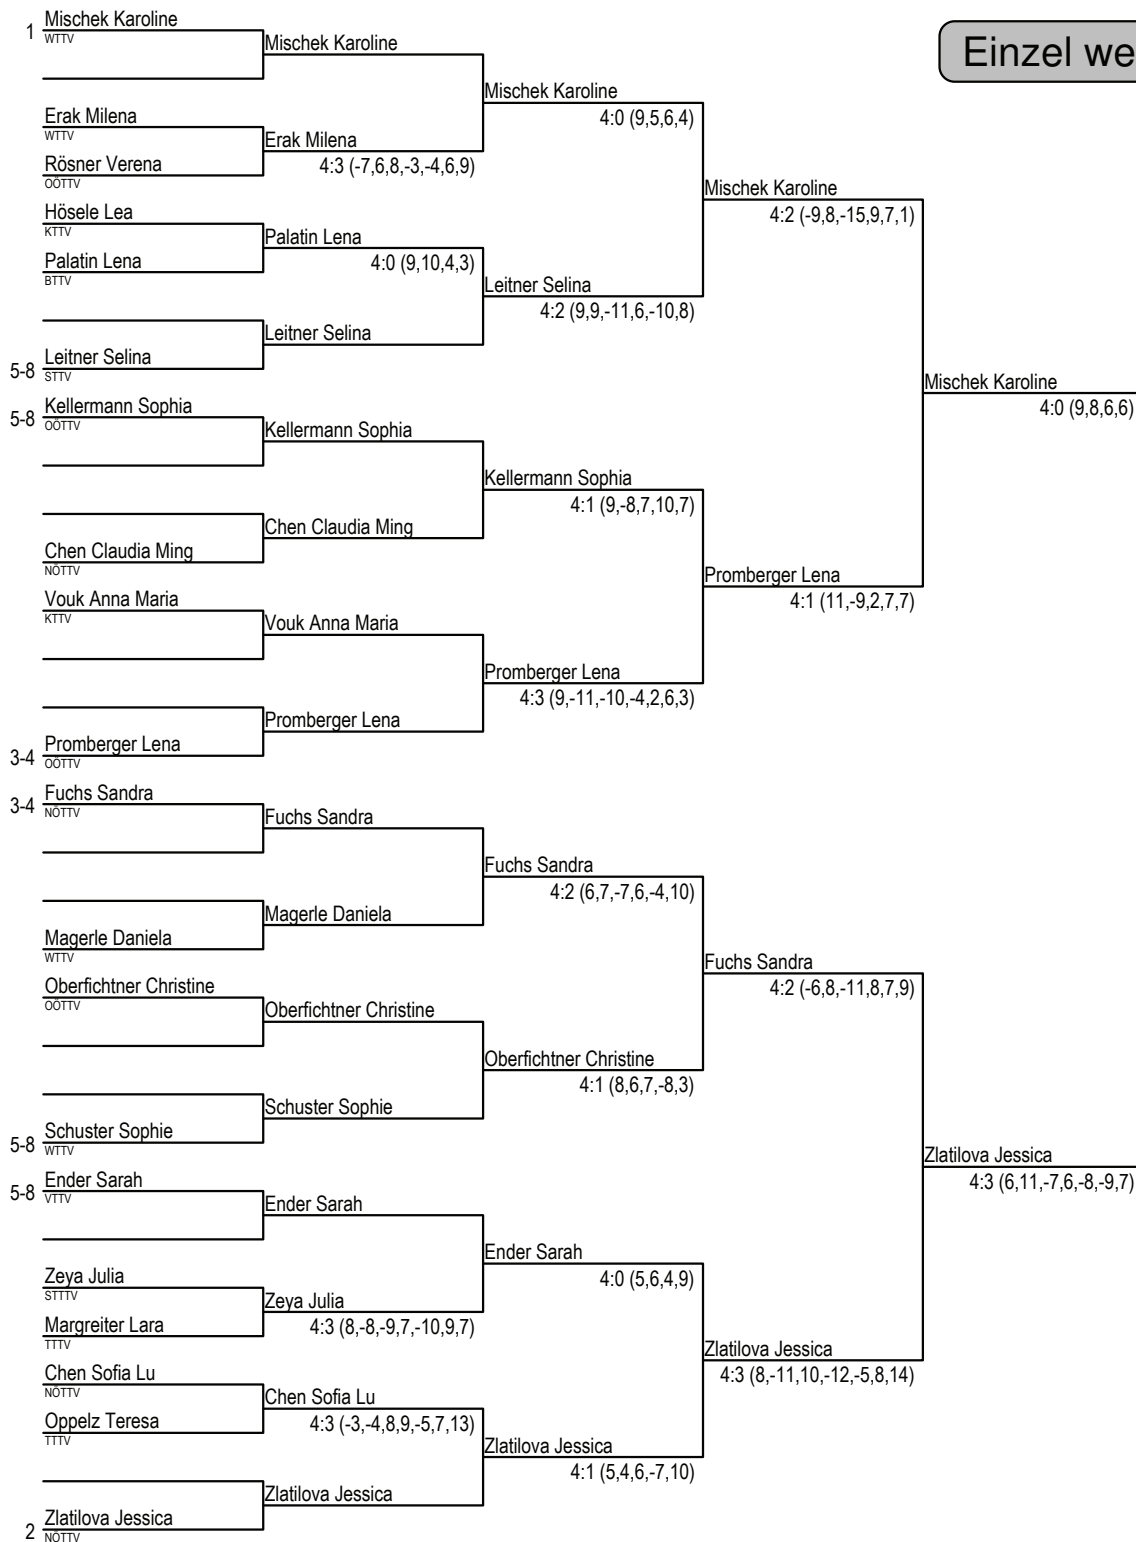 Einzel we
1 Mischek Karoline
WTTV
Erak Milena
WTTV
Rösner Verena
OÖTTV
Hösele Lea
KTTV
Palatin Lena
BTTV
5-8 Leitner Selina
STTV
5-8 Kellermann Sophia
OÖTTV
Chen Claudia Ming
NÖTTV
Vouk Anna Maria
KTTV
3-4 Promberger Lena
OÖTTV
3-4 Fuchs Sandra
NÖTTV
Magerle Daniela
WTTV
Oberfichtner Christine
OÖTTV
5-8 Schuster Sophie
WTTV
5-8 Ender Sarah
VTTV
Zeya Julia
STTTV
Margreiter Lara
TTTV
Chen Sofia Lu
NÖTTV
Oppelz Teresa
TTTV
2 Zlatilova Jessica
NÖTTV
Mischek Karoline
Erak Milena
4:3 (-7,6,8,-3,-4,6,9)
Palatin Lena
4:0 (9,10,4,3)
Leitner Selina
Kellermann Sophia
Chen Claudia Ming
Vouk Anna Maria
Promberger Lena
Fuchs Sandra
Magerle Daniela
Oberfichtner Christine
Schuster Sophie
Ender Sarah
Zeya Julia
4:3 (8,-8,-9,7,-10,9,7)
Chen Sofia Lu
4:3 (-3,-4,8,9,-5,7,13)
Zlatilova Jessica
Mischek Karoline
4:0 (9,5,6,4)
Leitner Selina
4:2 (9,9,-11,6,-10,8)
Kellermann Sophia
4:1 (9,-8,7,10,7)
Promberger Lena
4:3 (9,-11,-10,-4,2,6,3)
Fuchs Sandra
4:2 (6,7,-7,6,-4,10)
Oberfichtner Christine
4:1 (8,6,7,-8,3)
Ender Sarah
4:0 (5,6,4,9)
Zlatilova Jessica
4:1 (5,4,6,-7,10)
Mischek Karoline
4:2 (-9,8,-15,9,7,1)
Promberger Lena
4:1 (11,-9,2,7,7)
Fuchs Sandra
4:2 (-6,8,-11,8,7,9)
Zlatilova Jessica
4:3 (8,-11,10,-12,-5,8,14)
Mischek Karoline
4:0 (9,8,6,6)
Zlatilova Jessica
4:3 (6,11,-7,6,-8,-9,7)